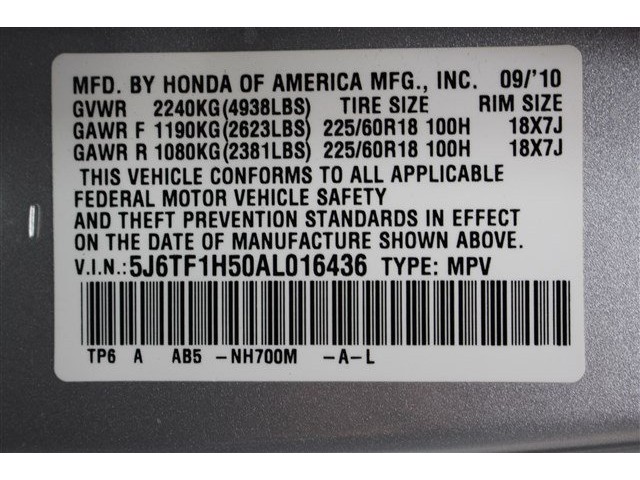 MFD. BY HONDA OF AMERICA MFG., INC. 09/'10
GVWR 2240KG(4938LBS) TIRE SIZE RIM SIZE
GAWR F 1190KG(2623LBS) 225/60R18 100H 18X7J
GAWR R 1080KG(2381LBS) 225/60R18 100H 18X7J
THIS VEHICLE CONFORMS TO ALL APPLICABLE
FEDERAL MOTOR VEHICLE SAFETY
AND THEFT PREVENTION STANDARDS IN EFFECT
ON THE DATE OF MANUFACTURE SHOWN ABOVE.
V.I.N.:5J6TF1H50AL016436 TYPE: MPV
TP6 A AB5 -NH700M -A-L